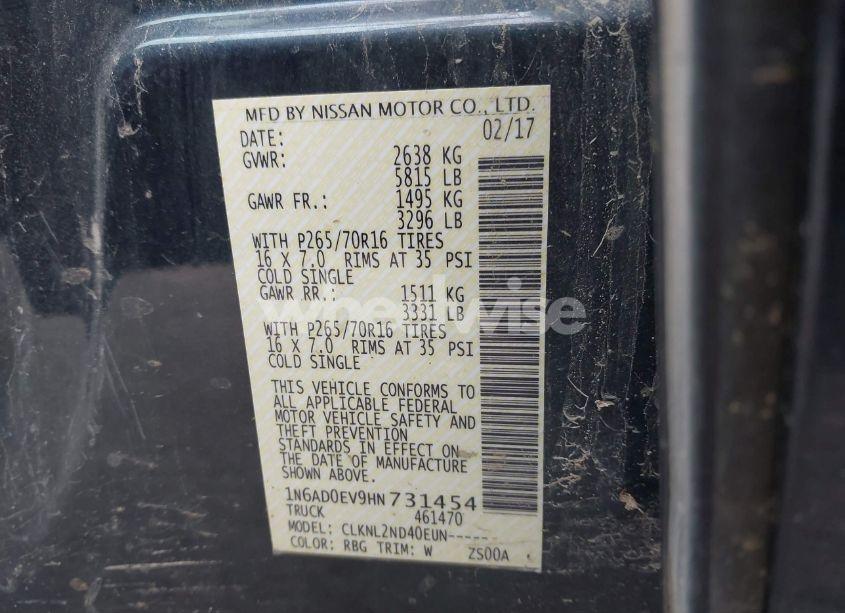 MFD BY NISSAN MOTOR CO., LTD.
DATE: 02/17
GVWR: 2638 KG
5815 LB
GAWR FR.: 1495 KG
3296 LB
WITH P265/70R16 TIRES
16 X 7.0 RIMS AT 35 PSI
COLD SINGLE
GAWR RR.: 1511 KG
3331 LB
wheelwise
WITH P265/70R16 TIRES
16 X 7.0 RIMS AT 35 PSI
COLD SINGLE
THIS VEHICLE CONFORMS TO
ALL APPLICABLE FEDERAL
MOTOR VEHICLE SAFETY AND
THEFT PREVENTION
STANDARDS IN EFFECT ON
THE DATE OF MANUFACTURE
SHOWN ABOVE.
1N6AD0EV9HN731454
TRUCK 461470
MODEL: CLKNL2ND40EUN-----
COLOR: RBG TRIM: W ZS00A